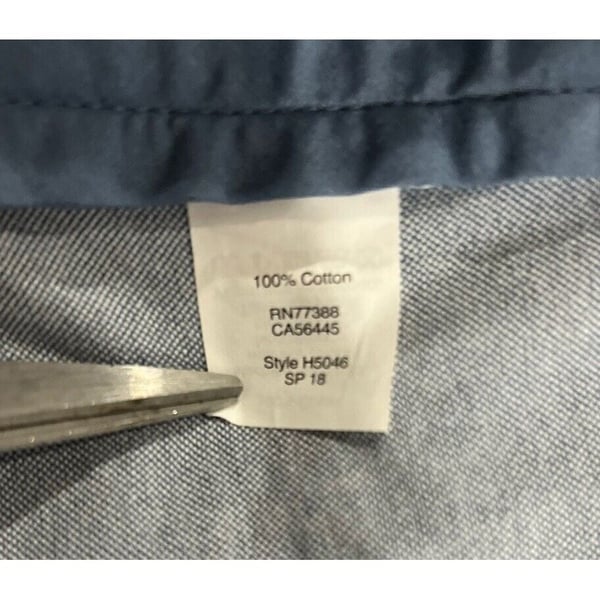 100% Cotton
RN77388
CA56445
Style H5046
SP 18